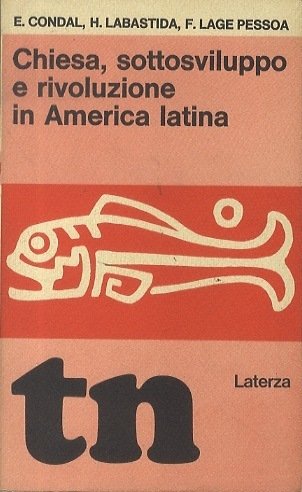 E. CONDAL, H. LABASTIDA, F. LAGE PESSOA
Chiesa, sottosviluppo
e rivoluzione
in America latina
tn
Laterza